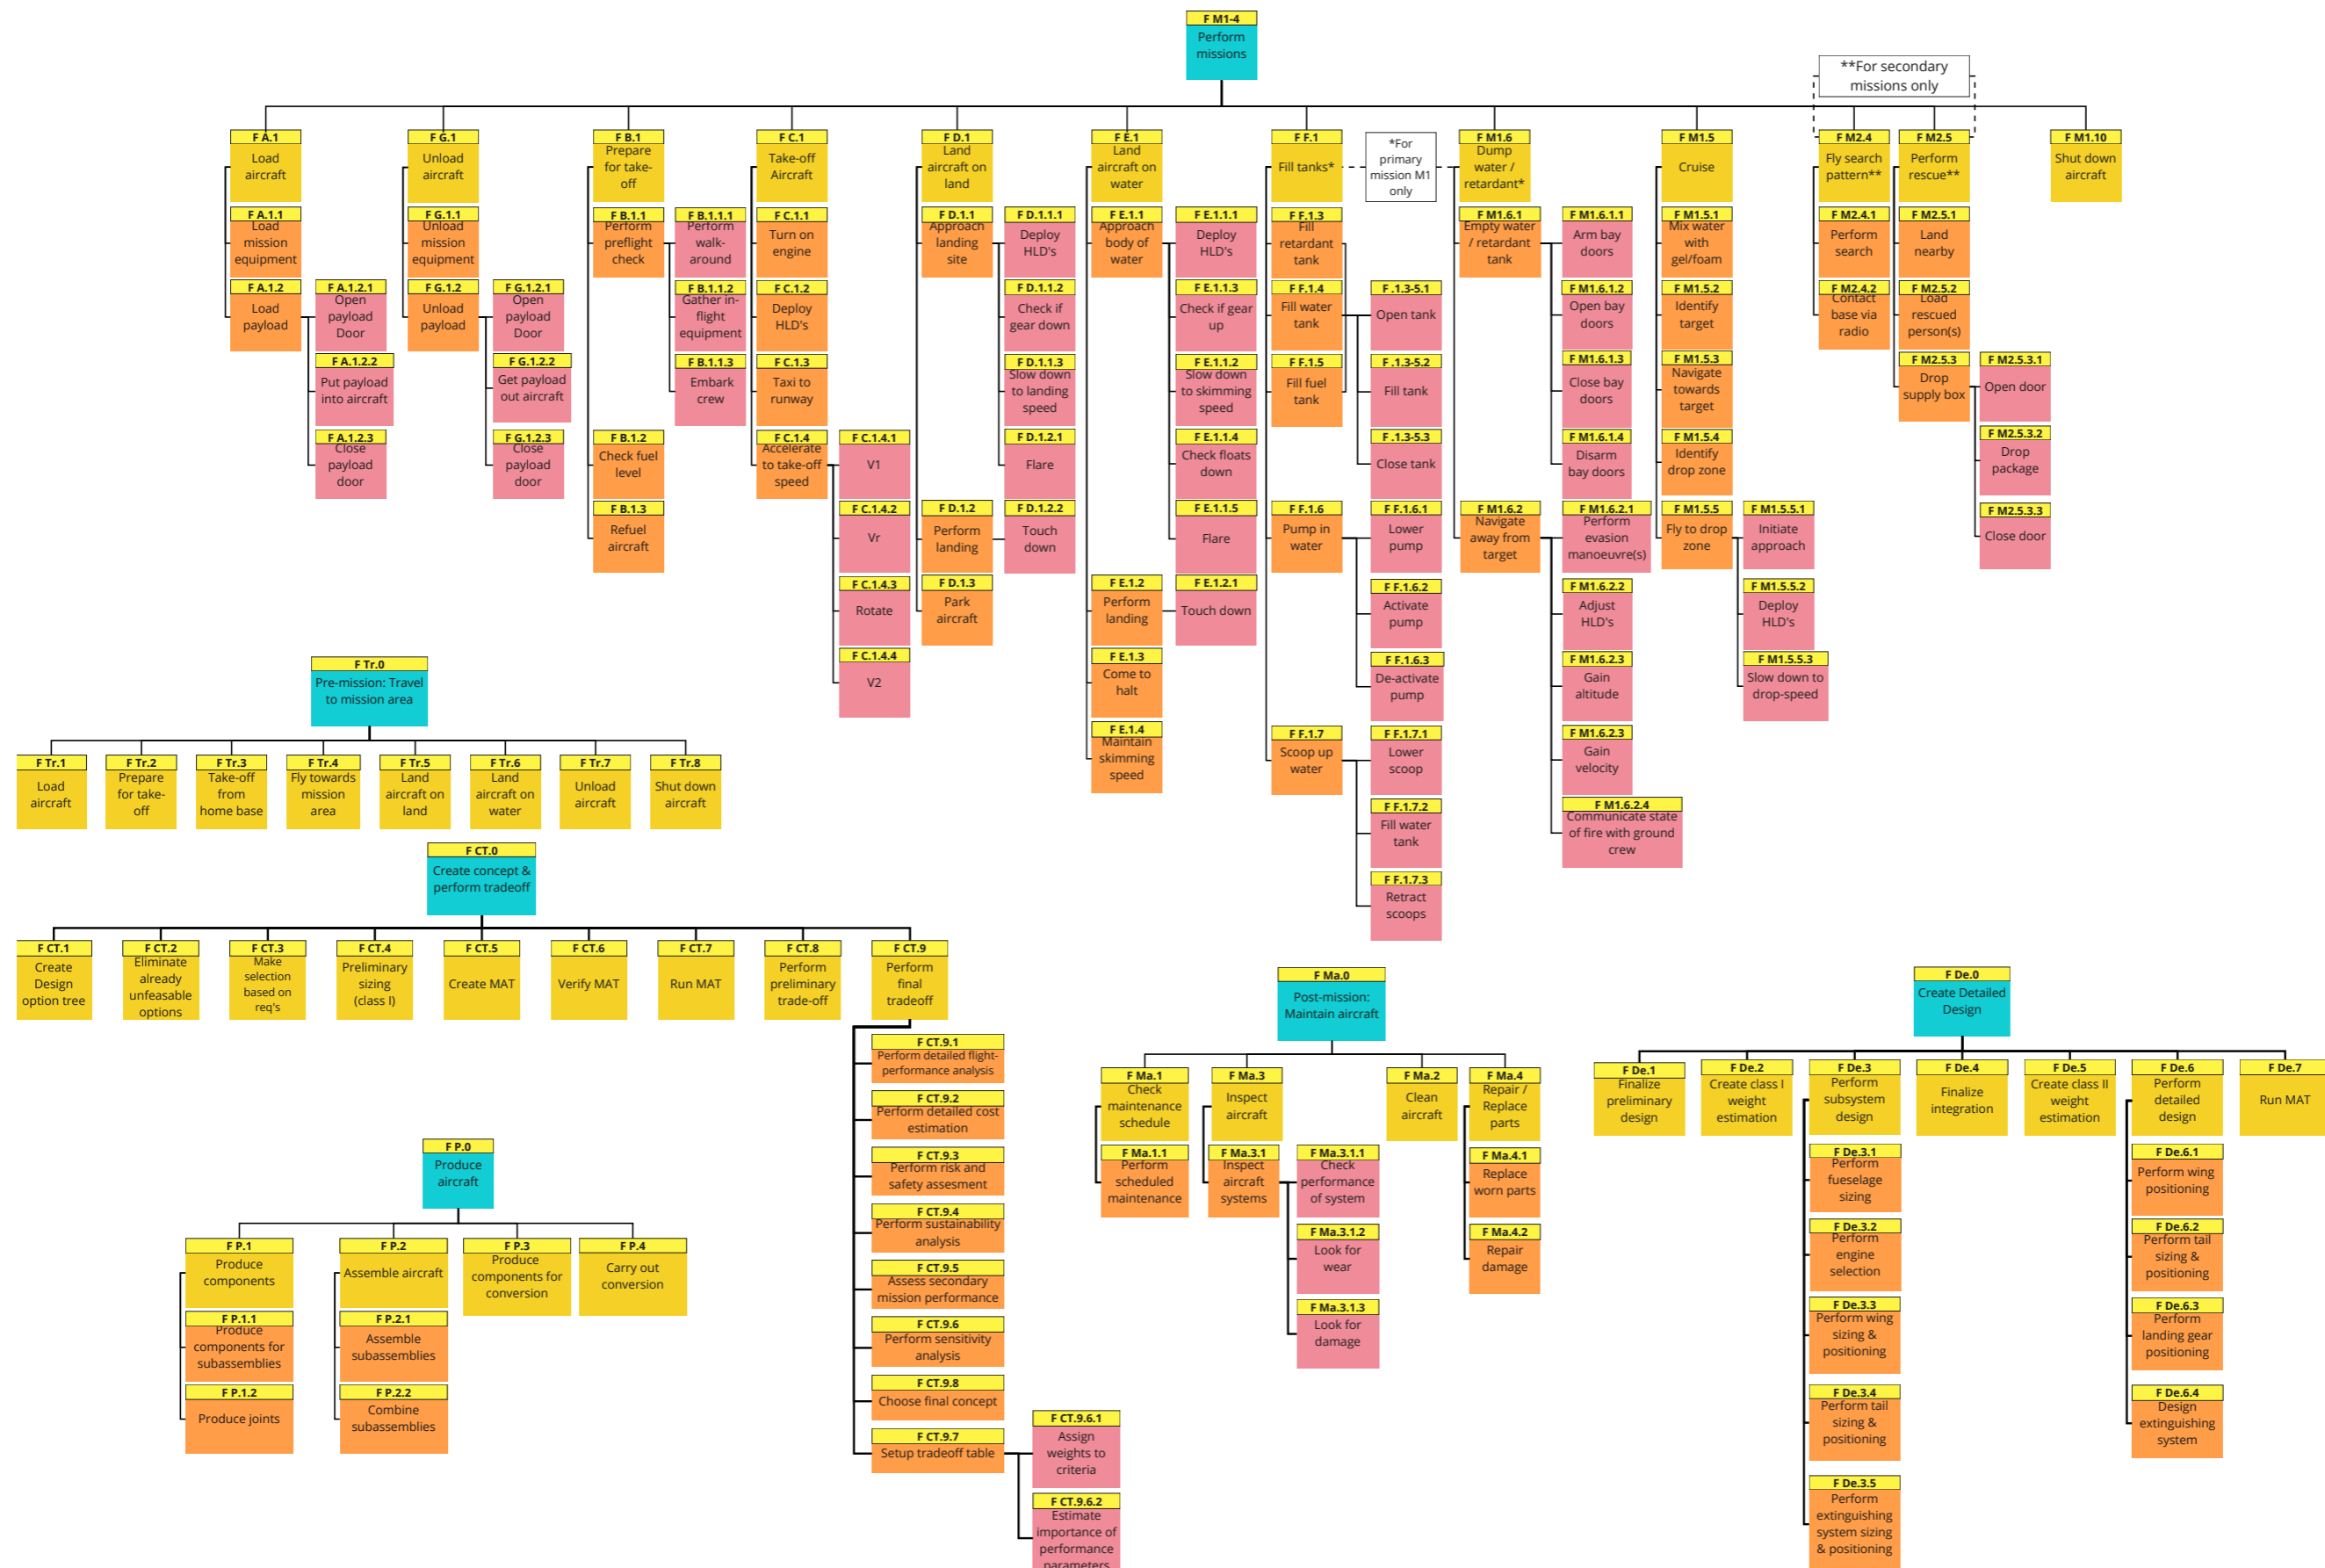 F M1-4
Perform
missions
**For secondary
missions only
F A.1
Load
aircraft
F A.1.1
Load
mission
equipment
F A.1.2
Load
payload
F A.1.2.1
Open
payload
Door
F A.1.2.2
Put payload
into aircraft
F A.1.2.3
Close
payload
door
F G.1
Unload
aircraft
F G.1.1
Unload
mission
equipment
F G.1.2
Unload
payload
F G.1.2.1
Open
payload
Door
F G.1.2.2
Get payload
out aircraft
F G.1.2.3
Close
payload
door
F B.1
Prepare
for take-
off
F B.1.1
Perform
preflight
check
F B.1.1.1
Perform
walk-
around
F B.1.1.2
Gather in-
flight
equipment
F B.1.1.3
Embark
crew
F B.1.2
Check fuel
level
F B.1.3
Refuel
aircraft
F C.1
Take-off
Aircraft
F C.1.1
Turn on
engine
F C.1.2
Deploy
HLD's
F C.1.3
Taxi to
runway
F C.1.4
Accelerate
to take-off
speed
F C.1.4.1
V1
F C.1.4.2
Vr
F C.1.4.3
Rotate
F C.1.4.4
V2
F D.1
Land
aircraft on
land
F D.1.1
Approach
landing
site
F D.1.1.1
Deploy
HLD's
F D.1.1.2
Check if
gear down
F D.1.1.3
Slow down
to landing
speed
F D.1.2.1
Flare
F D.1.2
Perform
landing
F D.1.2.2
Touch
down
F D.1.3
Park
aircraft
F E.1
Land
aircraft on
water
F E.1.1
Approach
body of
water
F E.1.1.1
Deploy
HLD's
F E.1.1.3
Check if gear
up
F E.1.1.2
Slow down
to skimming
speed
F E.1.1.4
Check floats
down
F E.1.1.5
Flare
F E.1.2
Perform
landing
F E.1.2.1
Touch down
F E.1.3
Come to
halt
F E.1.4
Maintain
skimming
speed
F F.1
Fill tanks*
*For
primary
mission M1
only
F F.1.3
Fill
retardant
tank
F F.1.4
Fill water
tank
F F.1.5
Fill fuel
tank
F .1.3-5.1
Open tank
F .1.3-5.2
Fill tank
F .1.3-5.3
Close tank
F F.1.6
Pump in
water
F F.1.6.1
Lower
pump
F F.1.6.2
Activate
pump
F F.1.6.3
De-activate
pump
F F.1.7
Scoop up
water
F F.1.7.1
Lower
scoop
F F.1.7.2
Fill water
tank
F F.1.7.3
Retract
scoops
F M1.6
Dump
water /
retardant*
F M1.6.1
Empty water
/ retardant
tank
F M1.6.1.1
Arm bay
doors
F M1.6.1.2
Open bay
doors
F M1.6.1.3
Close bay
doors
F M1.6.1.4
Disarm
bay doors
F M1.6.2
Navigate
away from
target
F M1.6.2.1
Perform
evasion
manoeuvre(s)
F M1.6.2.2
Adjust
HLD's
F M1.6.2.3
Gain
altitude
F M1.6.2.3
Gain
velocity
F M1.6.2.4
Communicate state
of fire with ground
crew
F M1.5
Cruise
F M1.5.1
Mix water
with
gel/foam
F M1.5.2
Identify
target
F M1.5.3
Navigate
towards
target
F M1.5.4
Identify
drop zone
F M1.5.5
Fly to drop
zone
F M1.5.5.1
Initiate
approach
F M1.5.5.2
Deploy
HLD's
F M1.5.5.3
Slow down to
drop-speed
F M2.4
Fly search
pattern**
F M2.4.1
Perform
search
F M2.4.2
Contact
base via
radio
F M2.5
Perform
rescue**
F M2.5.1
Land
nearby
F M2.5.2
Load
rescued
person(s)
F M2.5.3
Drop
supply box
F M2.5.3.1
Open door
F M2.5.3.2
Drop
package
F M2.5.3.3
Close door
F M1.10
Shut down
aircraft
F Tr.0
Pre-mission: Travel
to mission area
F Tr.1
Load
aircraft
F Tr.2
Prepare
for take-
off
F Tr.3
Take-off
from
home base
F Tr.4
Fly towards
mission
area
F Tr.5
Land
aircraft on
land
F Tr.6
Land
aircraft on
water
F Tr.7
Unload
aircraft
F Tr.8
Shut down
aircraft
F CT.0
Create concept &
perform tradeoff
F CT.1
Create
Design
option tree
F CT.2
Eliminate
already
unfeasable
options
F CT.3
Make
selection
based on
req's
F CT.4
Preliminary
sizing
(class I)
F CT.5
Create MAT
F CT.6
Verify MAT
F CT.7
Run MAT
F CT.8
Perform
preliminary
trade-off
F CT.9
Perform
final
tradeoff
F CT.9.1
Perform detailed flight-
performance analysis
F CT.9.2
Perform detailed cost
estimation
F CT.9.3
Perform risk and
safety assesment
F CT.9.4
Perform sustainability
analysis
F CT.9.5
Assess secondary
mission performance
F CT.9.6
Perform sensitivity
analysis
F CT.9.8
Choose final concept
F CT.9.7
Setup tradeoff table
F CT.9.6.1
Assign
weights to
criteria
F CT.9.6.2
Estimate
importance of
performance
parameters
F P.0
Produce
aircraft
F P.1
Produce
components
F P.1.1
Produce
components for
subassemblies
F P.1.2
Produce joints
F P.2
Assemble aircraft
F P.2.1
Assemble
subassemblies
F P.2.2
Combine
subassemblies
F P.3
Produce
components for
conversion
F P.4
Carry out
conversion
F Ma.0
Post-mission:
Maintain aircraft
F Ma.1
Check
maintenance
schedule
F Ma.1.1
Perform
scheduled
maintenance
F Ma.3
Inspect
aircraft
F Ma.3.1
Inspect
aircraft
systems
F Ma.3.1.1
Check
performance
of system
F Ma.3.1.2
Look for
wear
F Ma.3.1.3
Look for
damage
F Ma.2
Clean
aircraft
F Ma.4
Repair /
Replace
parts
F Ma.4.1
Replace
worn parts
F Ma.4.2
Repair
damage
F De.0
Create Detailed
Design
F De.1
Finalize
preliminary
design
F De.2
Create class I
weight
estimation
F De.3
Perform
subsystem
design
F De.3.1
Perform
fueselage
sizing
F De.3.2
Perform
engine
selection
F De.3.3
Perform wing
sizing &
positioning
F De.3.4
Perform tail
sizing &
positioning
F De.3.5
Perform
extinguishing
system sizing
& positioning
F De.4
Finalize
integration
F De.5
Create class II
weight
estimation
F De.6
Perform
detailed
design
F De.6.1
Perform wing
positioning
F De.6.2
Perform tail
sizing &
positioning
F De.6.3
Perform
landing gear
positioning
F De.6.4
Design
extinguishing
system
F De.7
Run MAT